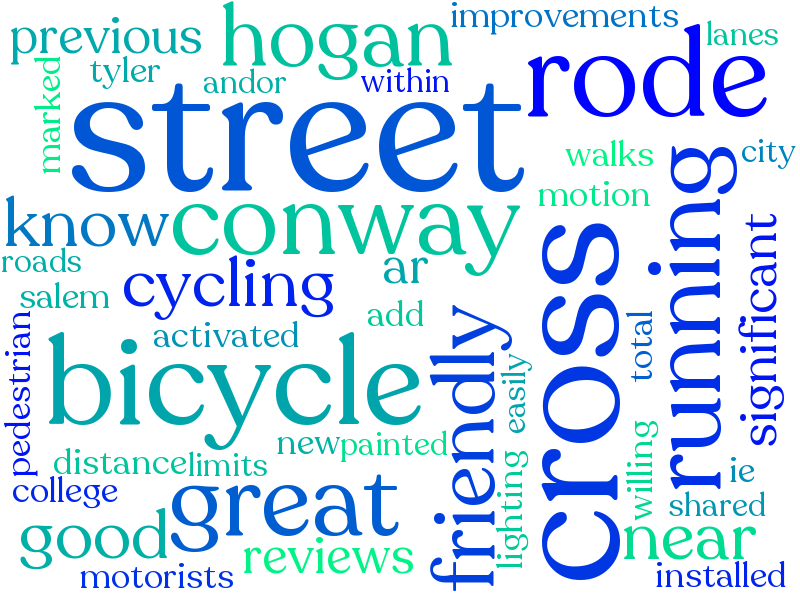 improvements
previous
hogan
lanes
tyler
andor
within
rode
marked
street
walks
city
motion
know
conway
running
roads
cycling
ar
cross
significant
salem
add
activated
total
pedestrian
bicycle
friendly
easily
new
painted
distance
limits
willing
ie
college
great
lighting
shared
good
reviews
near
motorists
installed